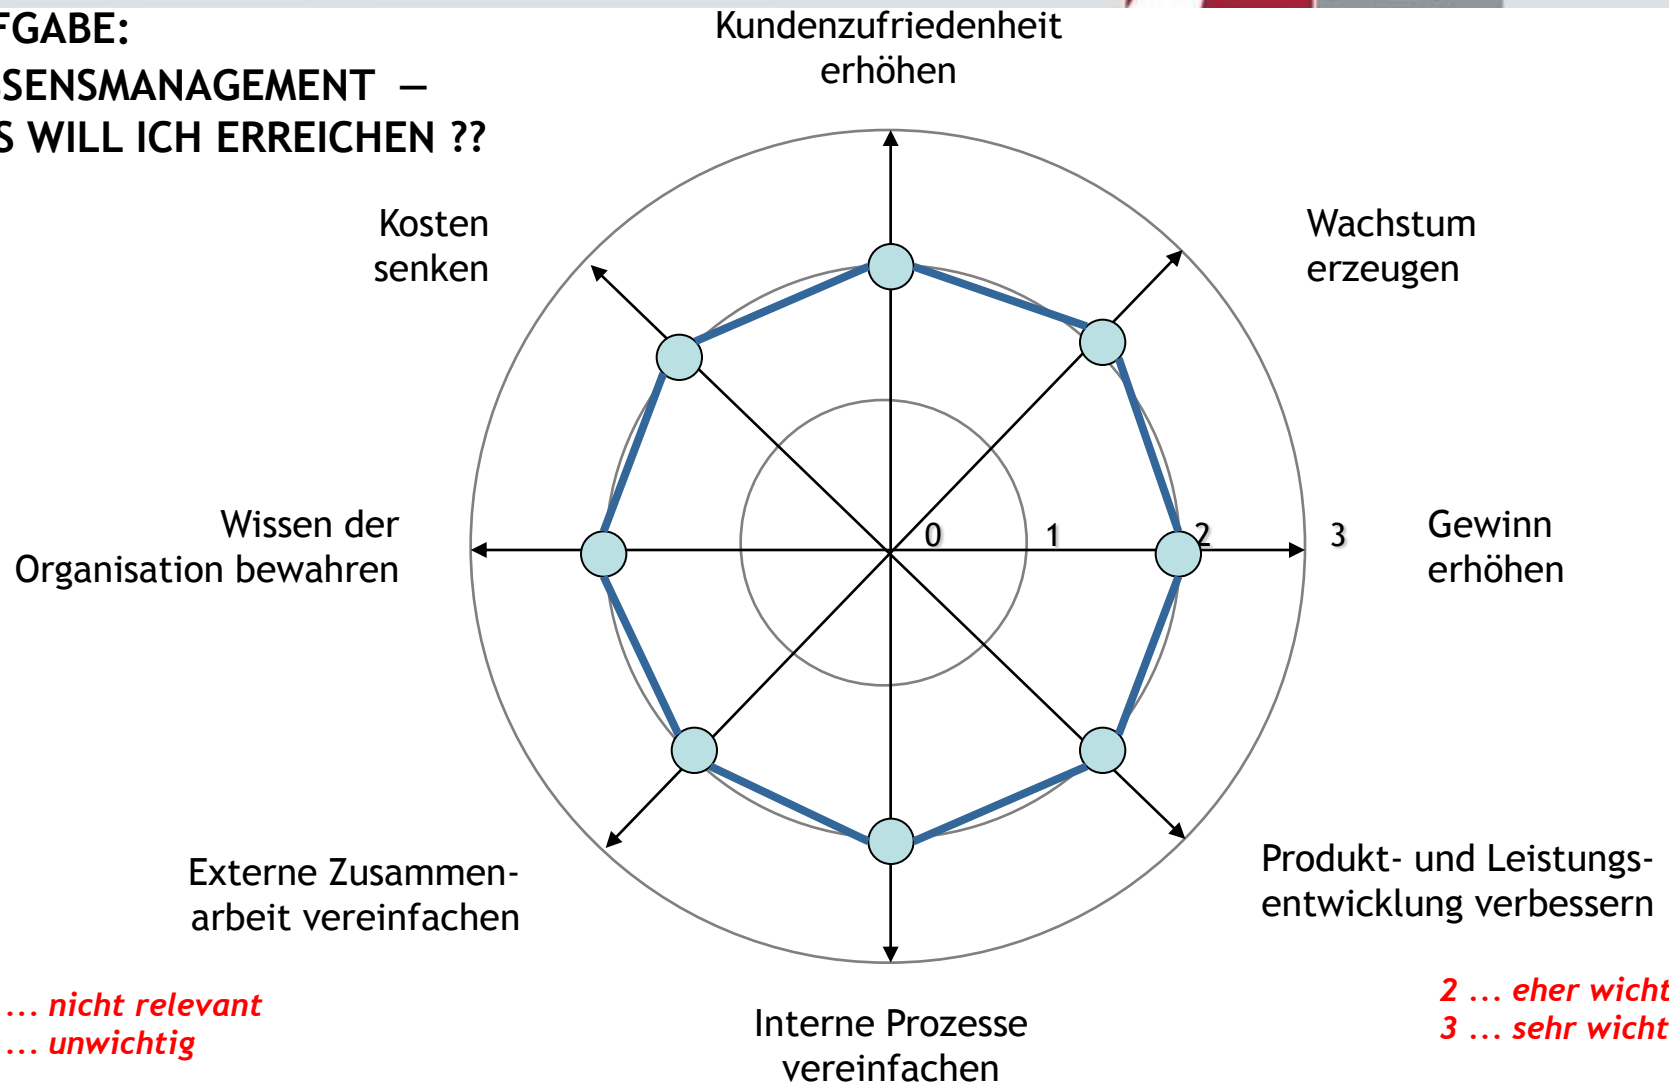 FGABE:
SSENSMANAGEMENT –
S WILL ICH ERREICHEN ??
Kundenzufriedenheit
erhöhen
Kosten
senken
Wachstum
erzeugen
Wissen der
Organisation bewahren
0 1 2 3
Gewinn
erhöhen
Externe Zusammen-
arbeit vereinfachen
Produkt- und Leistungs-
entwicklung verbessern
Interne Prozesse
vereinfachen
... nicht relevant
... unwichtig
2 ... eher wicht
3 ... sehr wicht